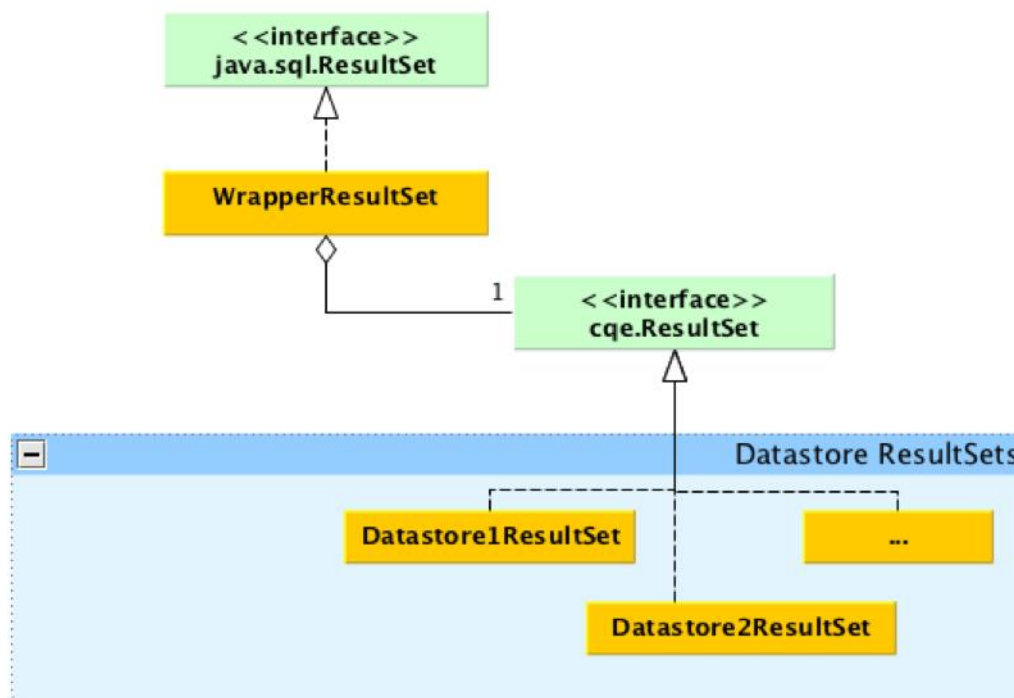 <<interface>>
java.sql.ResultSet
WrapperResultSet
1
<<interface>>
cqe.ResultSet
Datastore ResultSets
Datastore1ResultSet
...
Datastore2ResultSet